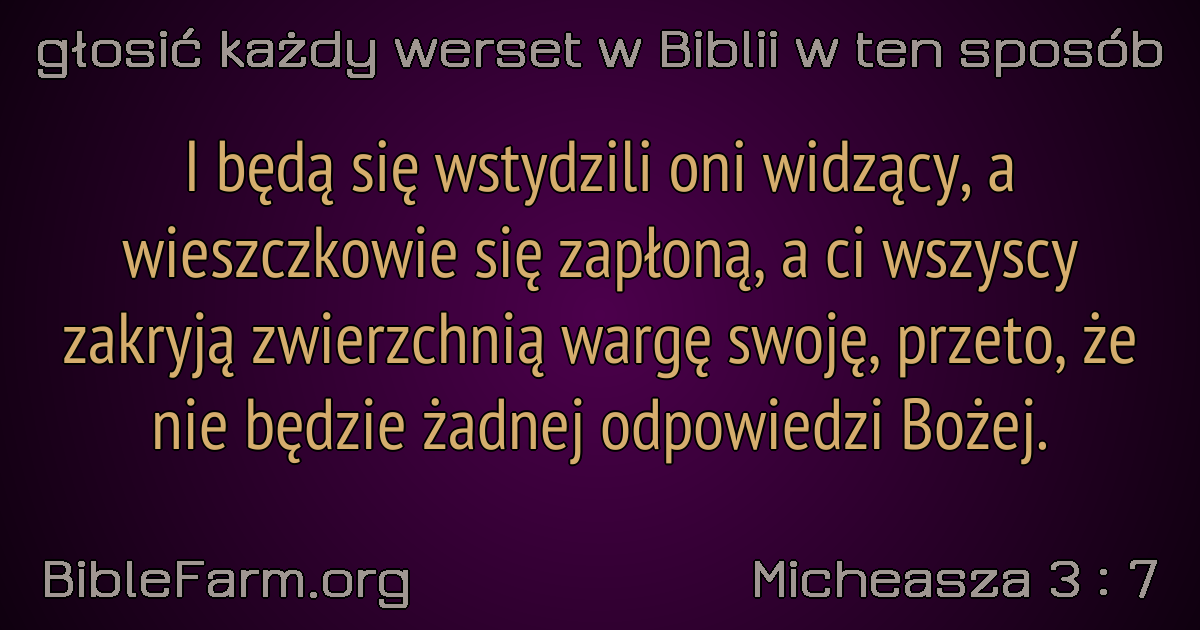 głosić każdy werset w Biblii w ten sposób
I będą się wstydzili oni widzący, a
wieszczkowie się zapłoną, a ci wszyscy
zakryją zwierzchnią wargę swoję, przeto, że
nie będzie żadnej odpowiedzi Bożej.
BibleFarm.org
Micheasza 3 : 7